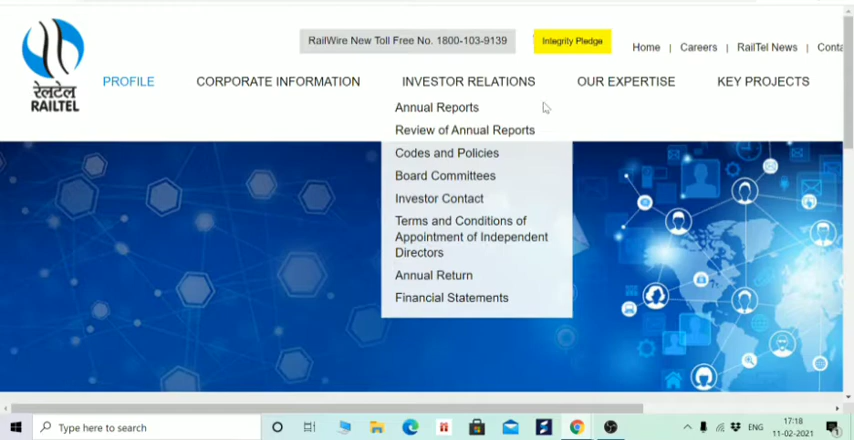 RailWire New Toll Free No. 1800-103-9139
Integrity Pledge
Home | Careers | RailTel News |
रेलटेल
RAILTEL
PROFILE CORPORATE INFORMATION INVESTOR RELATIONS OUR EXPERTISE KEY PROJECTS
Annual Reports
Review of Annual Reports
Codes and Policies
Board Committees
Investor Contact
Terms and Conditions of
Appointment of Independent
Directors
Annual Return
Financial Statements
Type here to search
ENG
17:18
11-02-2021